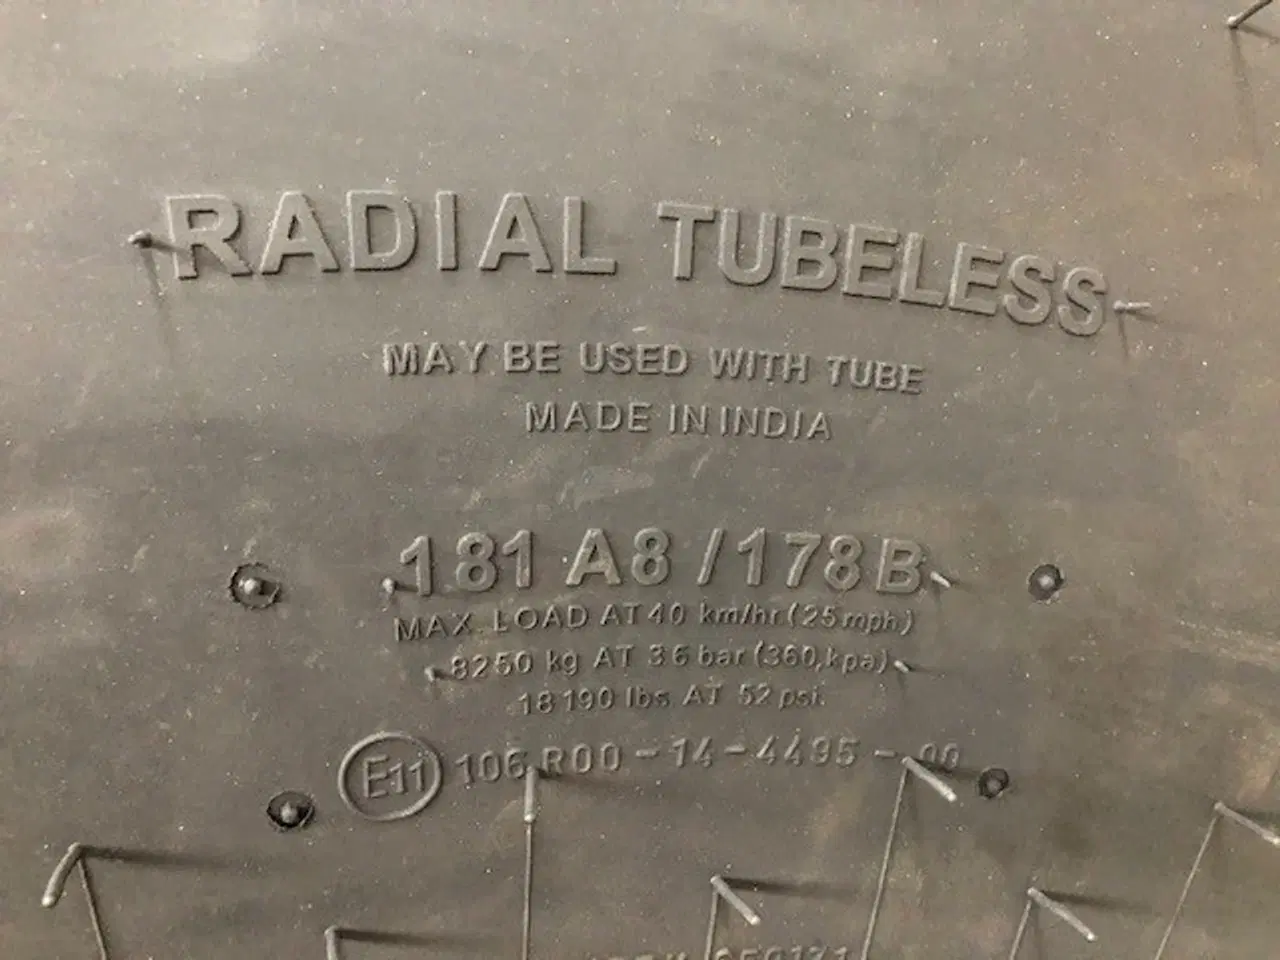 RADIAL TUBELESS
MAY BE USED WITH TUBE
MADE IN INDIA
181 A8 / 178 B
MAX. LOAD AT 40 km/hr (25 mph)
8250 kg AT 3.6 bar (360 kpa)
18190 lbs. AT 52 psi.
E11 106 R00 - 14 - 4495 - 00